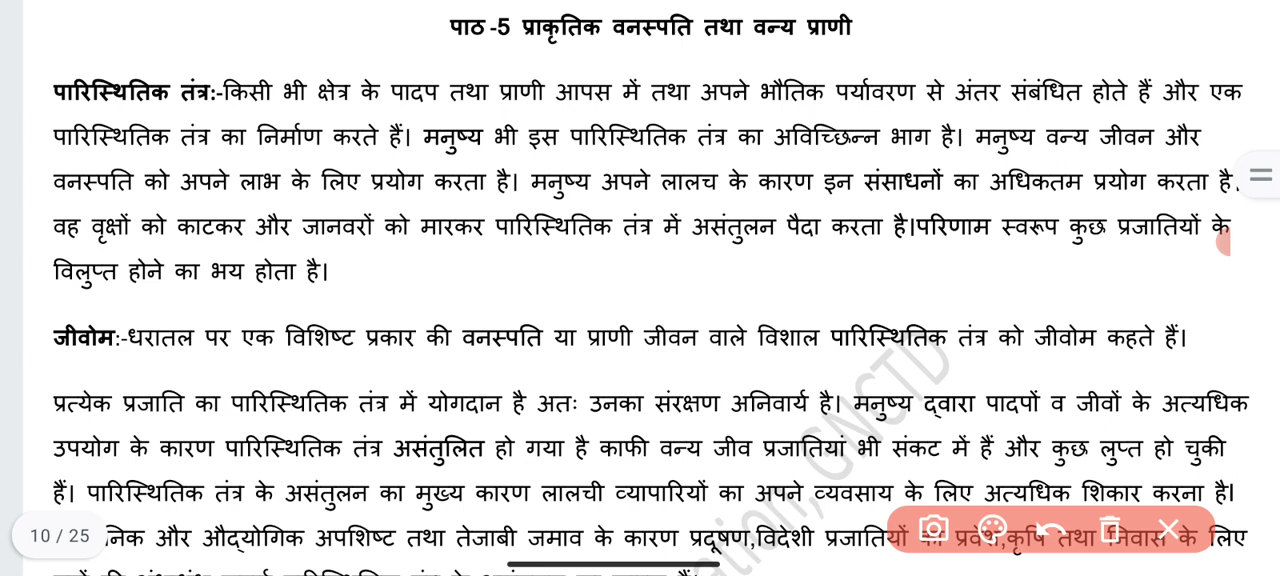 पाठ -5 प्राकृतिक वनस्पति तथा वन्य प्राणी
पारिस्थितिक तंत्र:-किसी भी क्षेत्र के पादप तथा प्राणी आपस में तथा अपने भौतिक पर्यावरण से अंतर संबंधित होते हैं और एक
पारिस्थितिक तंत्र का निर्माण करते हैं। मनुष्य भी इस पारिस्थितिक तंत्र का अविच्छिन्न भाग है। मनुष्य वन्य जीवन और
वनस्पति को अपने लाभ के लिए प्रयोग करता है। मनुष्य अपने लालच के कारण इन संसाधनों का अधिकतम प्रयोग करता है।
वह वृक्षों को काटकर और जानवरों को मारकर पारिस्थितिक तंत्र में असंतुलन पैदा करता है।परिणाम स्वरूप कुछ प्रजातियों के
विलुप्त होने का भय होता है।
जीवोम:-धरातल पर एक विशिष्ट प्रकार की वनस्पति या प्राणी जीवन वाले विशाल पारिस्थितिक तंत्र को जीवोम कहते हैं।
प्रत्येक प्रजाति का पारिस्थितिक तंत्र में योगदान है अतः उनका संरक्षण अनिवार्य है। मनुष्य द्वारा पादपों व जीवों के अत्यधिक
उपयोग के कारण पारिस्थितिक तंत्र असंतुलित हो गया है काफी वन्य जीव प्रजातियां भी संकट में हैं और कुछ लुप्त हो चुकी
हैं। पारिस्थितिक तंत्र के असंतुलन का मुख्य कारण लालची व्यापारियों का अपने व्यवसाय के लिए अत्यधिक शिकार करना है।
10 / 25 और औद्योगिक अपशिष्ट तथा तेजाबी जमाव के कारण प्रदूषण,विदेशी प्रजातियों का प्रवेश,कृषि तथा निवास के लिए
GNCTD